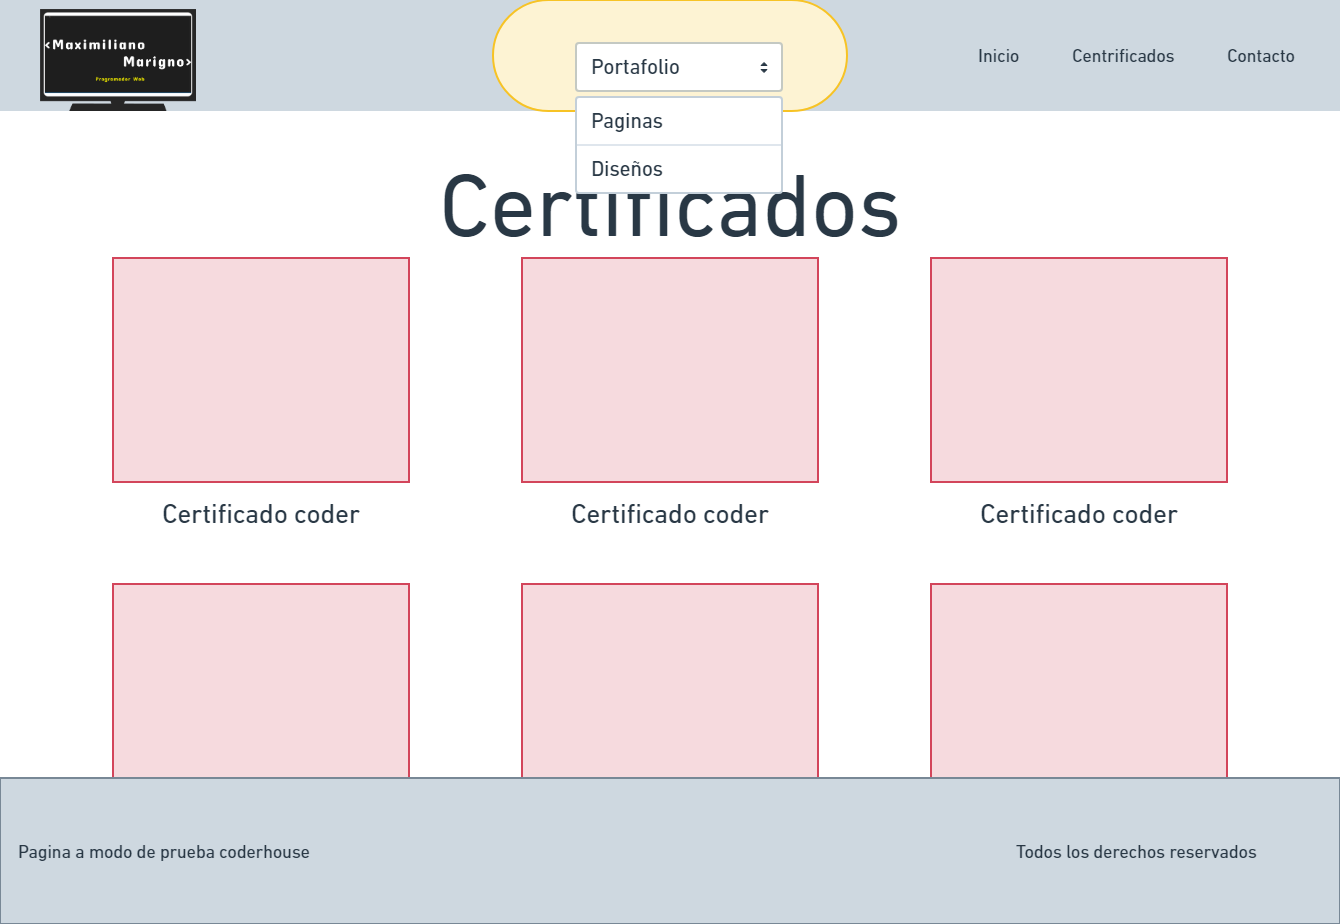 <Maximiliano
Marigno>
Programador Web
Portafolio
Inicio
Centrificados
Contacto
Paginas
Diseños
Certificados
Certificado coder
Certificado coder
Certificado coder
Pagina a modo de prueba coderhouse
Todos los derechos reservados